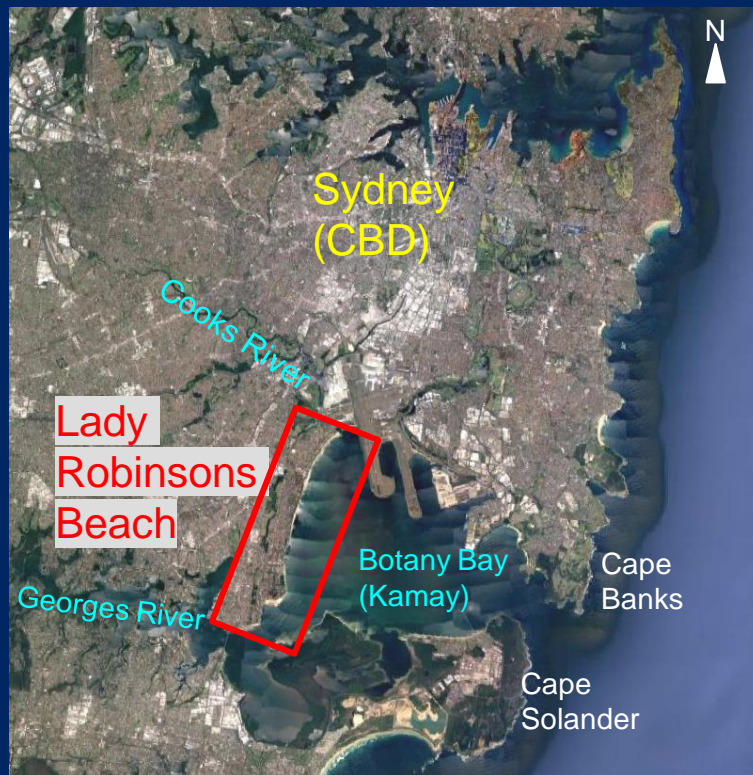 N
Sydney
(CBD)
Cooks River
Lady
Robinsons
Beach
Botany Bay
(Kamay)
Cape
Banks
Georges River
Cape
Solander